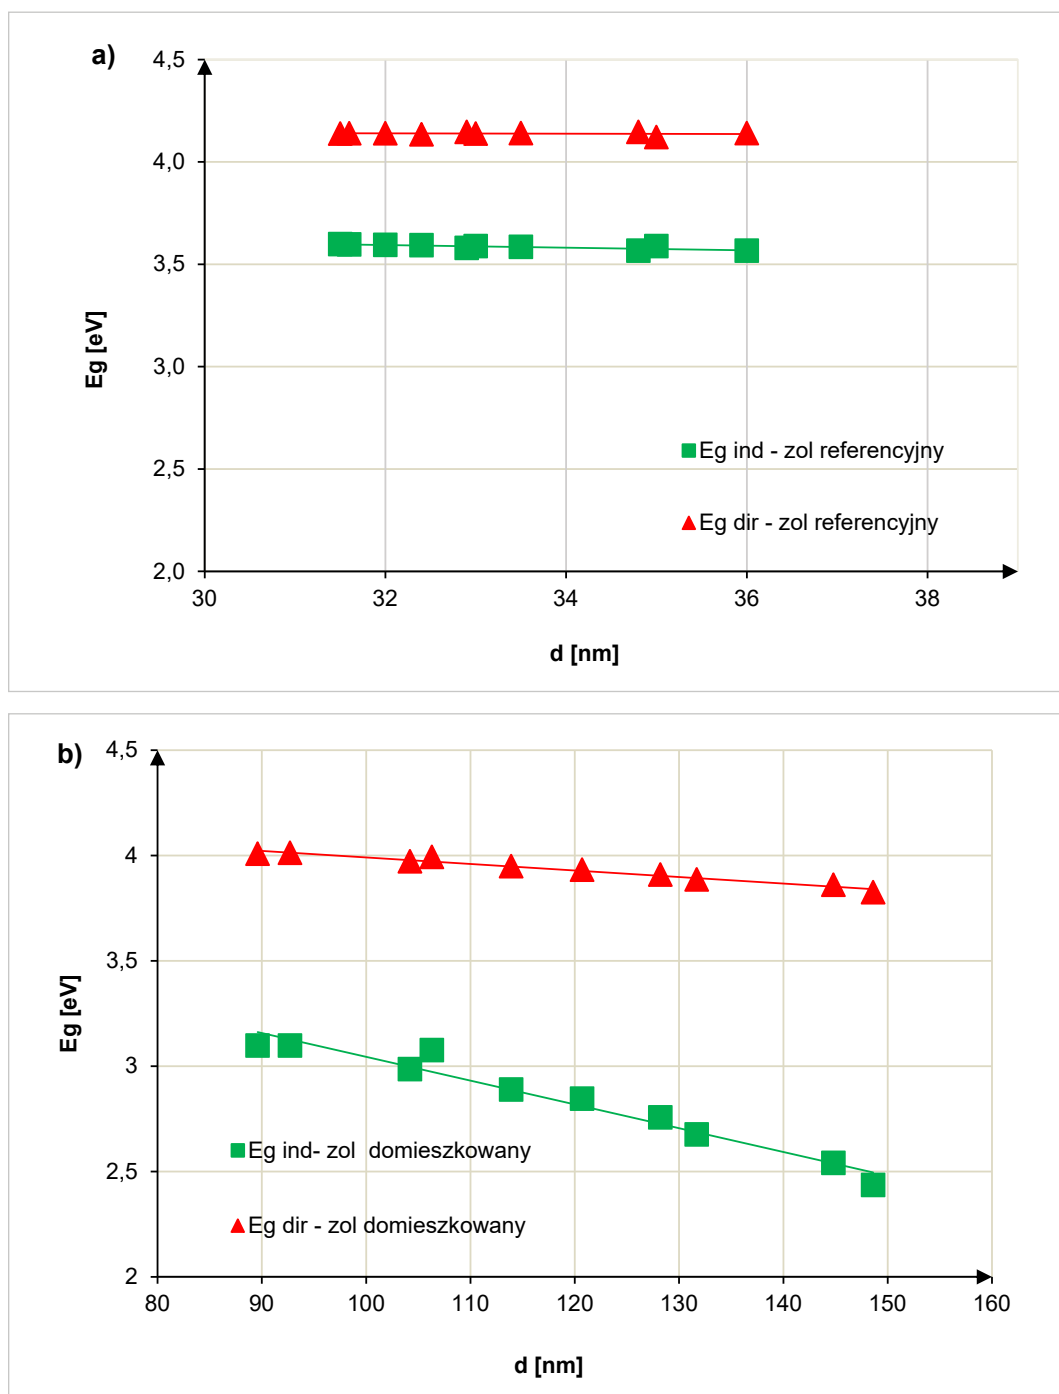 a)
4,5
4,0
3,5
3,0
2,5
2,0
Eg [eV]
Eg ind - zol referencyjny
Eg dir - zol referencyjny
30 32 34 36 38
d [nm]
b)
4,5
4
3,5
3
2,5
2
Eg [eV]
Eg ind- zol  domieszkowany
Eg dir - zol domieszkowany
80 90 100 110 120 130 140 150 160
d [nm]